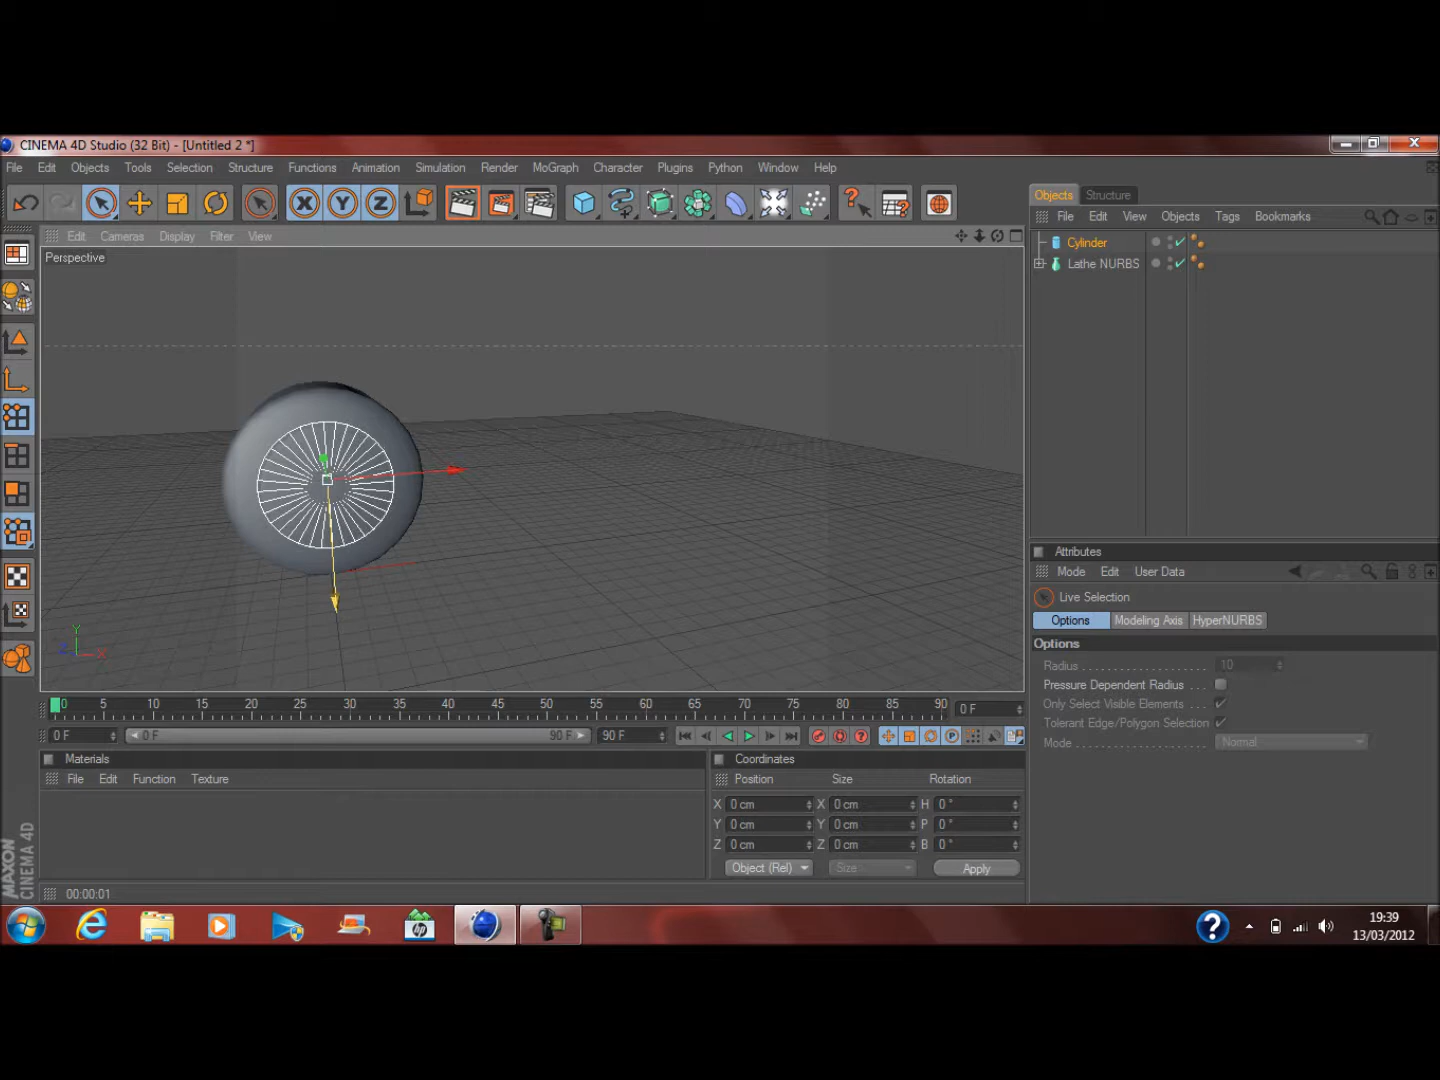 CINEMA 4D Studio (32 Bit) - [Untitled 2 *]
File Edit Objects Tools Selection Structure Functions Animation Simulation Render MoGraph Character Plugins Python Window Help
X Y Z
Objects Structure
File Edit View Objects Tags Bookmarks
Edit Cameras Display Filter View
Cylinder
Perspective
Lathe NURBS
Attributes
Mode Edit User Data
Live Selection
Options Modeling Axis HyperNURBS
Options
Radius 10
Pressure Dependent Radius
Only Select Visible Elements
Tolerant Edge/Polygon Selection
Mode Normal
Y
Z X
0 5 10 15 20 25 30 35 40 45 50 55 60 65 70 75 80 85 90 0 F
0 F 0 F 90 F 90 F
Materials
File Edit Function Texture
Coordinates
Position Size Rotation
X 0 cm X 0 cm H 0 °
Y 0 cm Y 0 cm P 0 °
Z 0 cm Z 0 cm B 0 °
Object (Rel) Size Apply
MAXON
CINEMA 4D
00:00:01
19:39
13/03/2012